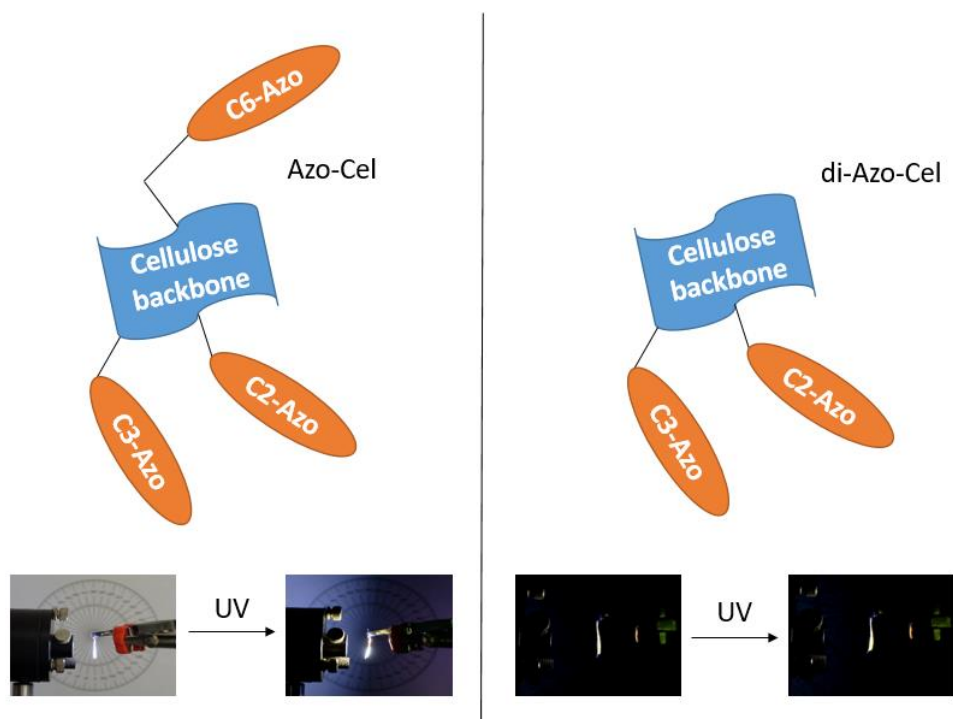 C6-Azo
Azo-Cel
Cellulose
backbone
C3-Azo
C2-Azo
UV
di-Azo-Cel
Cellulose
backbone
C3-Azo
C2-Azo
UV